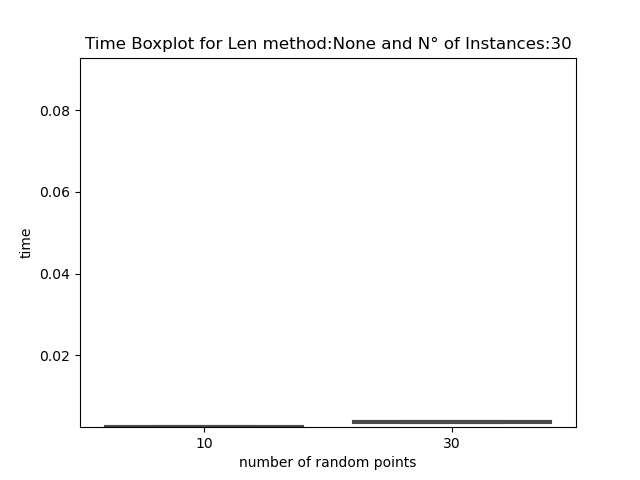 Time Boxplot for Len method:None and N° of Instances:30
0.08
0.06
time
0.04
0.02
10
30
number of random points